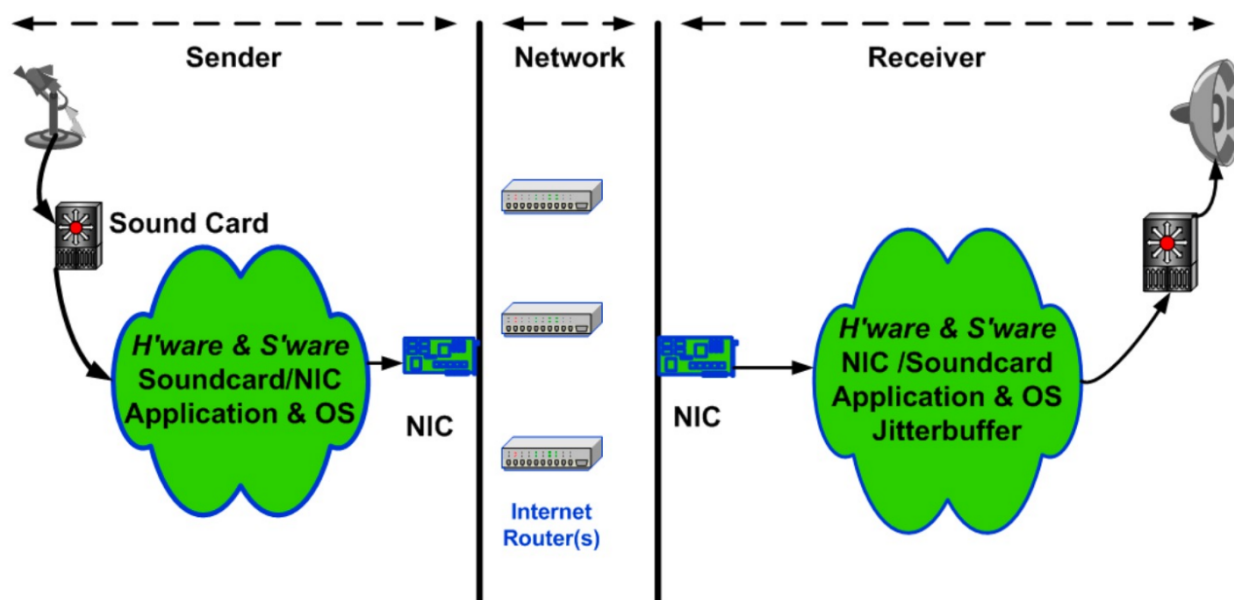 Sender
Network
Receiver
Sound Card
H'ware & S'ware
Soundcard/NIC
Application & OS
NIC
Internet
Router(s)
NIC
H'ware & S'ware
NIC /Soundcard
Application & OS
Jitterbuffer